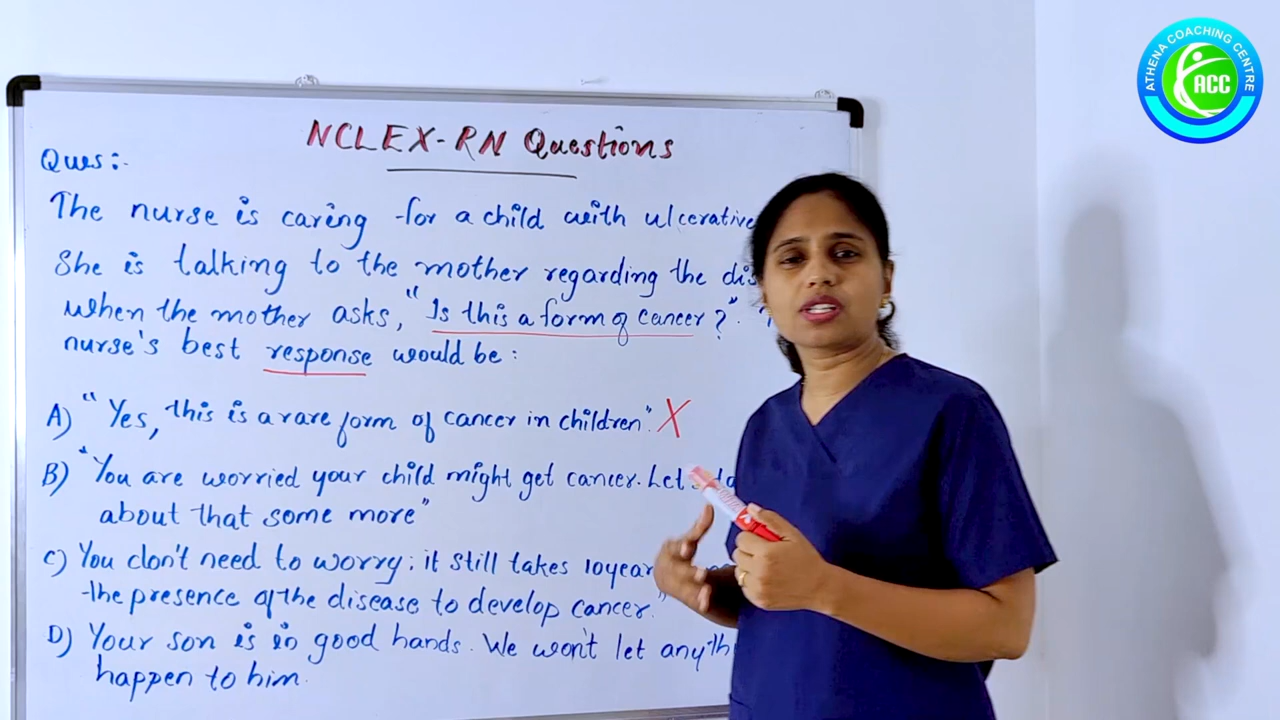 ATHENA COACHING CENTRE
ACC
NCLEX-RN Questions
Ques:-
The nurse is caring for a child with ulcerative
She is talking to the mother regarding the dis
when the mother asks, "Is this a form of cancer?".
nurse's best response would be:
A) "Yes, this is a rare form of cancer in children". X
B) "You are worried your child might get cancer. Let's
about that some more"
C) You don't need to worry; it still takes 10 year
the presence of the disease to develop cancer."
D) Your son is in good hands. We won't let anyth
happen to him.